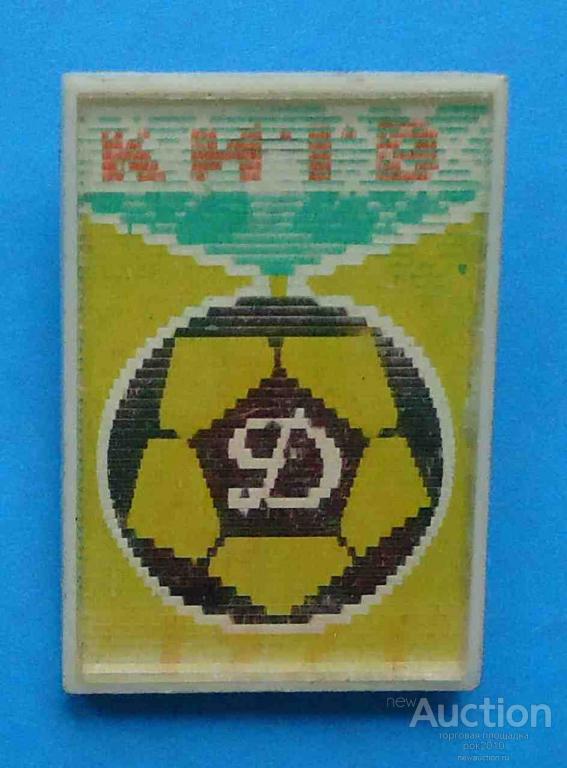 КИЇВ
Д
newAuction
торговая площадка
рок2010
newauction.ru